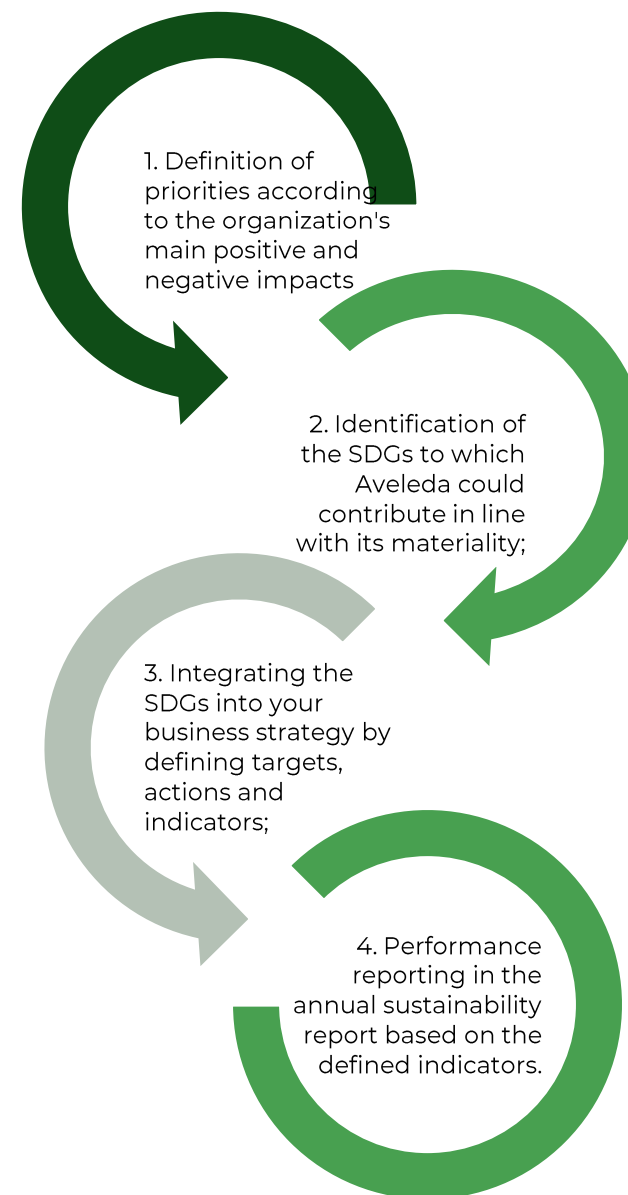 1. Definition of
priorities according
to the organization's
main positive and
negative impacts
2. Identification of
the SDGs to which
Aveleda could
contribute in line
with its materiality;
3. Integrating the
SDGs into your
business strategy by
defining targets,
actions and
indicators;
4. Performance
reporting in the
annual sustainability
report based on the
defined indicators.